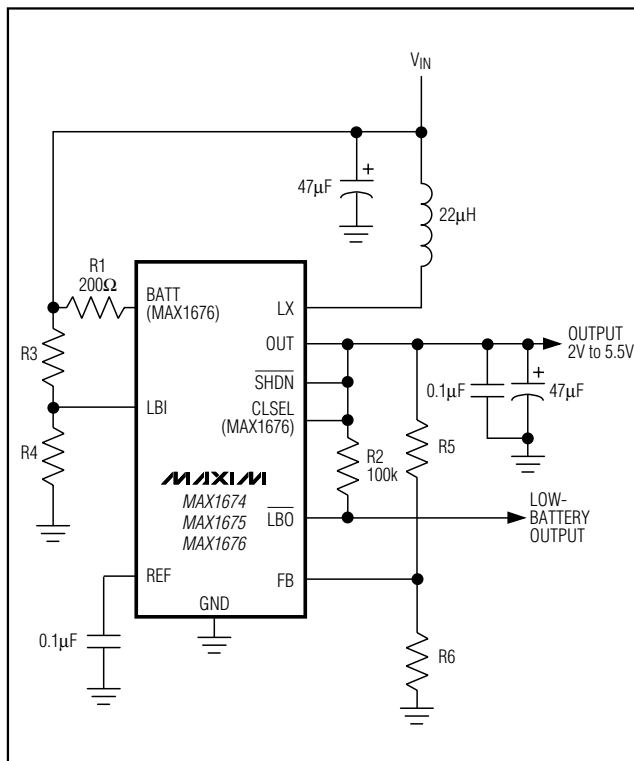 VIN
47µF
+
22µH
R1
200Ω
BATT
(MAX1676)
LX
OUT
OUTPUT
2V to 5.5V
R3
SHDN
0.1µF
+
47µF
LBI
CLSEL
(MAX1676)
R4
R2
100k
R5
MAXIM
MAX1674
MAX1675
MAX1676
LBO
LOW-
BATTERY
OUTPUT
REF
FB
GND
0.1µF
R6